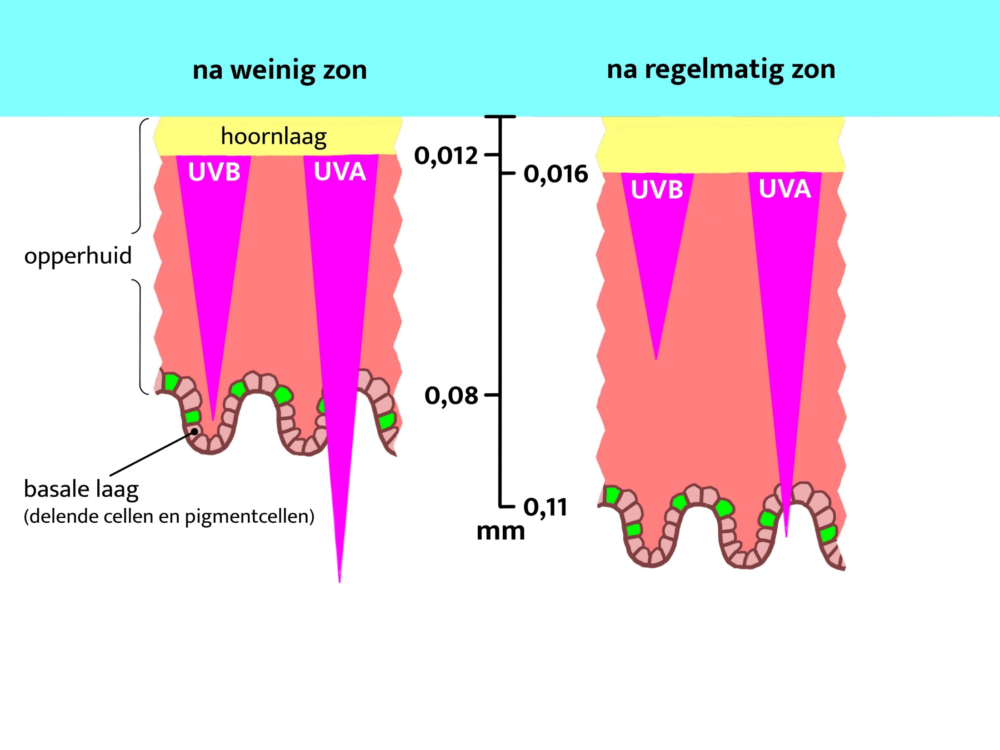 na weinig zon
na regelmatig zon
hoornlaag
UVB
UVA
0,012
0,016
UVB
UVA
opperhuid
0,08
basale laag
(delende cellen en pigmentcellen)
0,11
mm